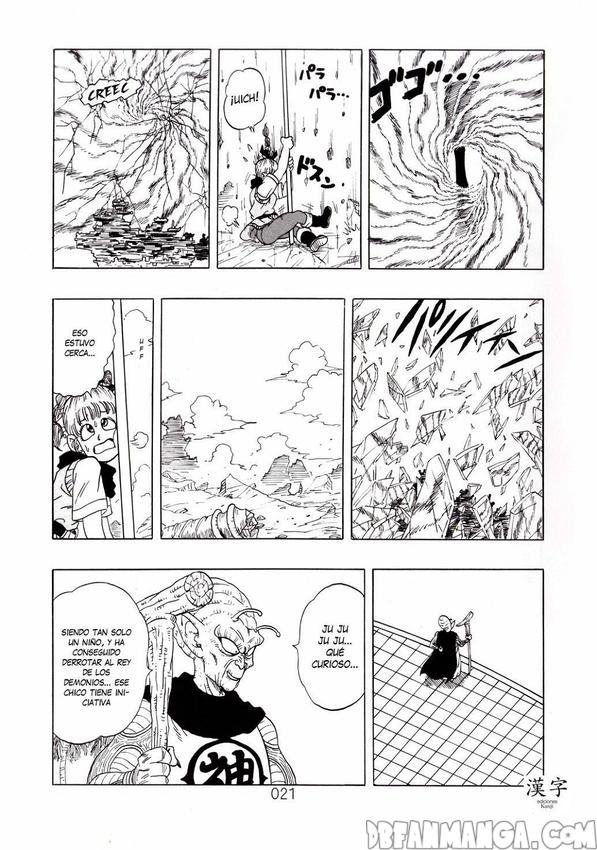 ゴゴ...
¡UICH!
パラ
パラ...
ドスン
CREEC
パリイィン
ESO
ESTUVO
CERCA...
UFF
JU JU
JU JU...
QUÉ
CURIOSO...
SIENDO TAN SOLO
UN NIÑO, Y HA
CONSEGUIDO
DERROTAR AL REY
DE LOS
DEMONIOS... ESE
CHICO TIENE INI-
CIATIVA
神
021
漢字
ediciones
Kanji
DBFANMANGA.COM